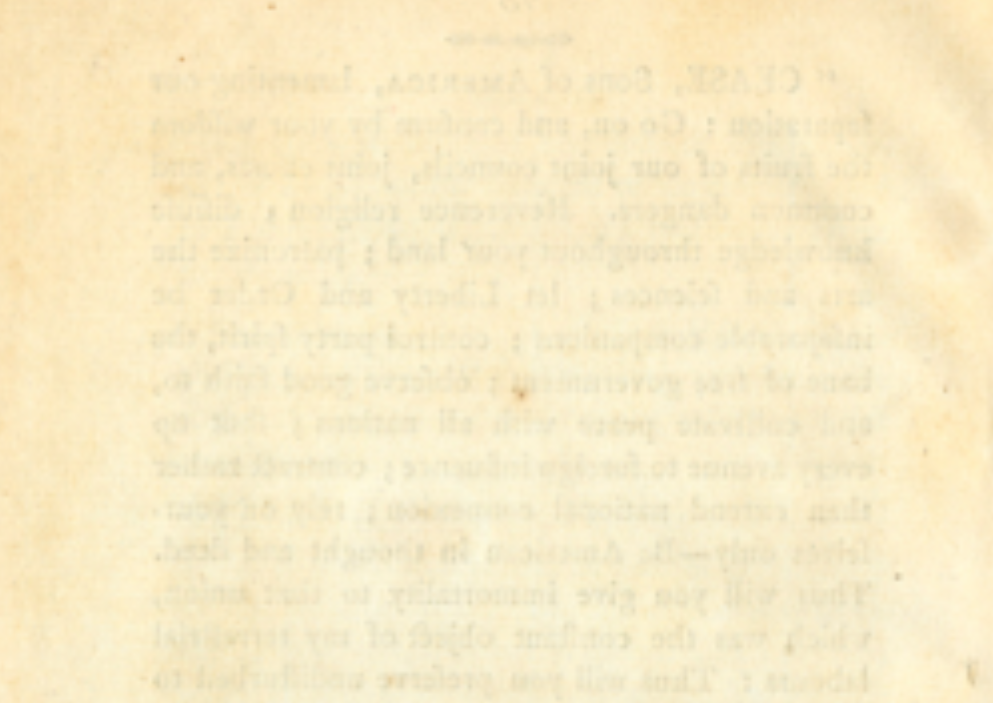 " CEASE, Sons of AMERICA, lamenting our
ſeparation : Go on, and confirm by your wiſdom
the fruits of our joint councils, joint efforts, and
common dangers. Reverence religion ; diffuſe
knowledge throughout your land ; patronize the
arts and ſciences ; let Liberty and Order be
inſeparable companions ; control party ſpirit, the
bane of free government ; obſerve good faith to,
and cultivate peace with all nations ; ſhut up
every avenue to foreign influence ; contract rather
than extend national connexion ; rely on your-
ſelves only—Be American in thought and deed.
Thus will you give immortality to that union,
which was the conſtant object of my terreſtrial
labours : Thus will you preſerve undiſturbed to